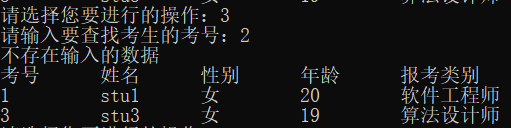 请选择您要进行的操作：3
请输入要查找考生的考号：2
不存在输入的数据
考号 姓名 性别 年龄 报考类别
1 stu1 女 20 软件工程师
3 stu3 女 19 算法设计师